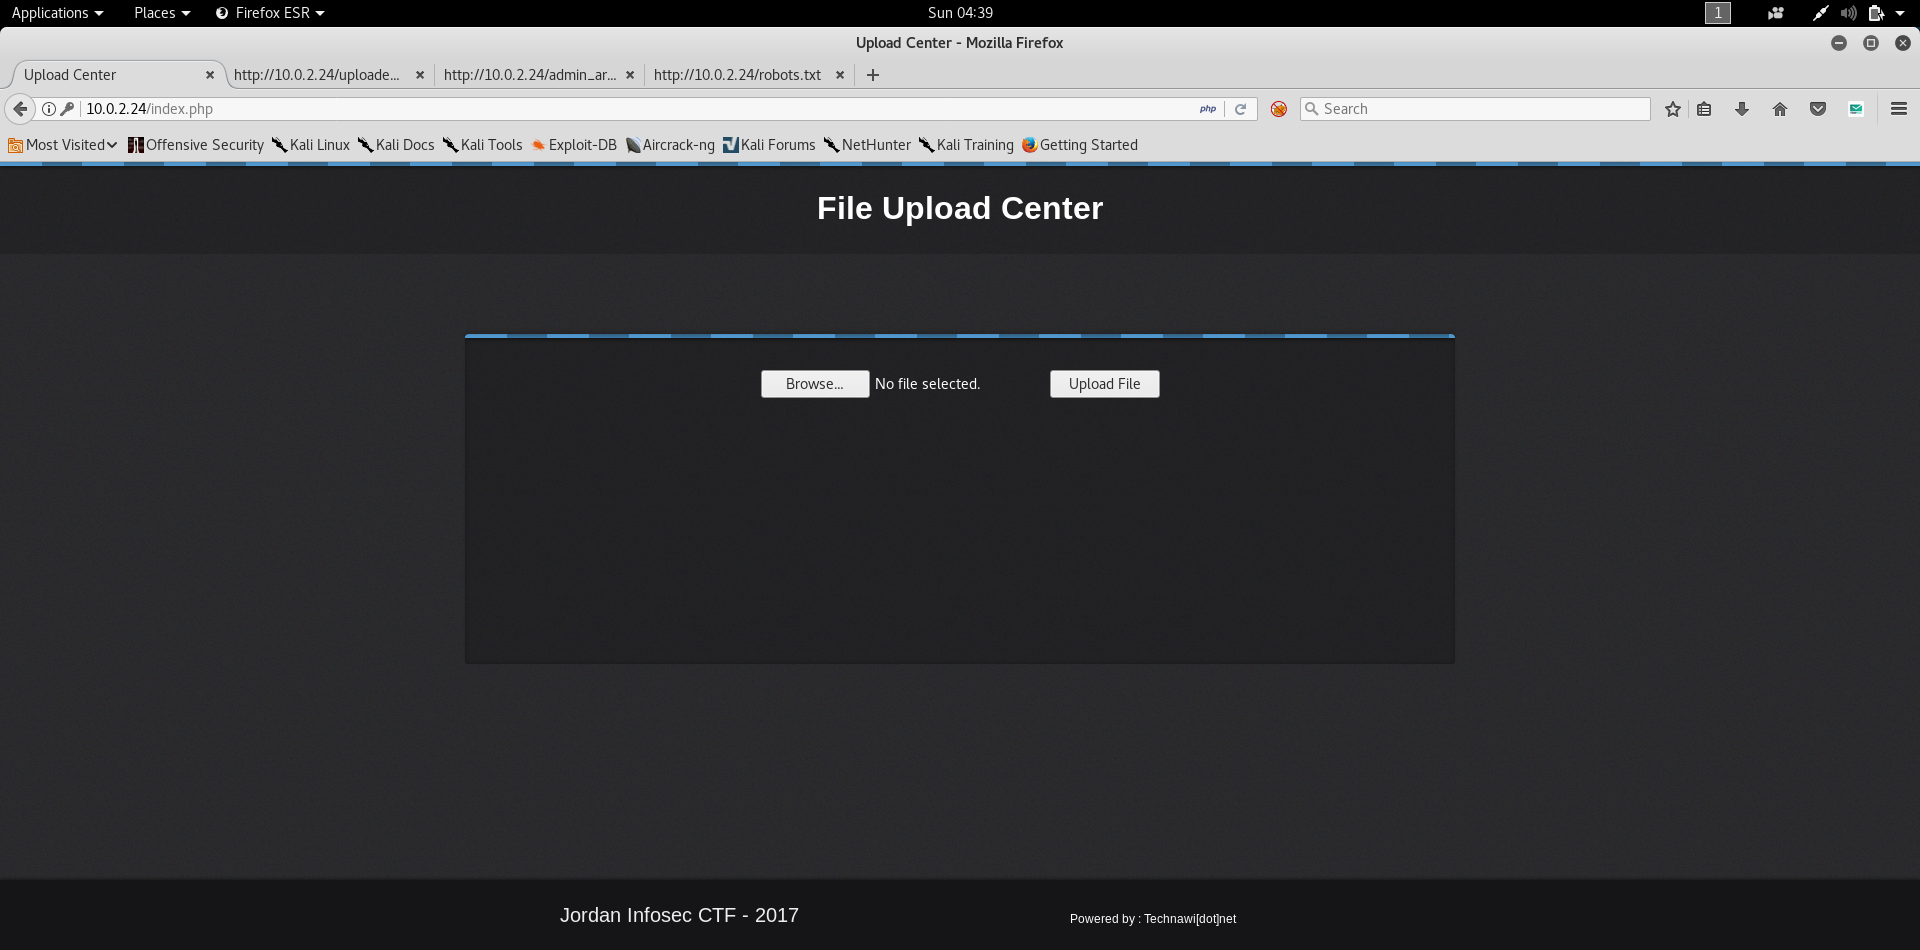 Applications Places Firefox ESR Sun 04:39 1
Upload Center - Mozilla Firefox
Upload Center http://10.0.2.24/uploade... http://10.0.2.24/admin_ar... http://10.0.2.24/robots.txt
10.0.2.24/index.php php Search
Most Visited Offensive Security Kali Linux Kali Docs Kali Tools Exploit-DB Aircrack-ng Kali Forums NetHunter Kali Training Getting Started
File Upload Center
Browse... No file selected. Upload File
Jordan Infosec CTF - 2017 Powered by : Technawi[dot]net